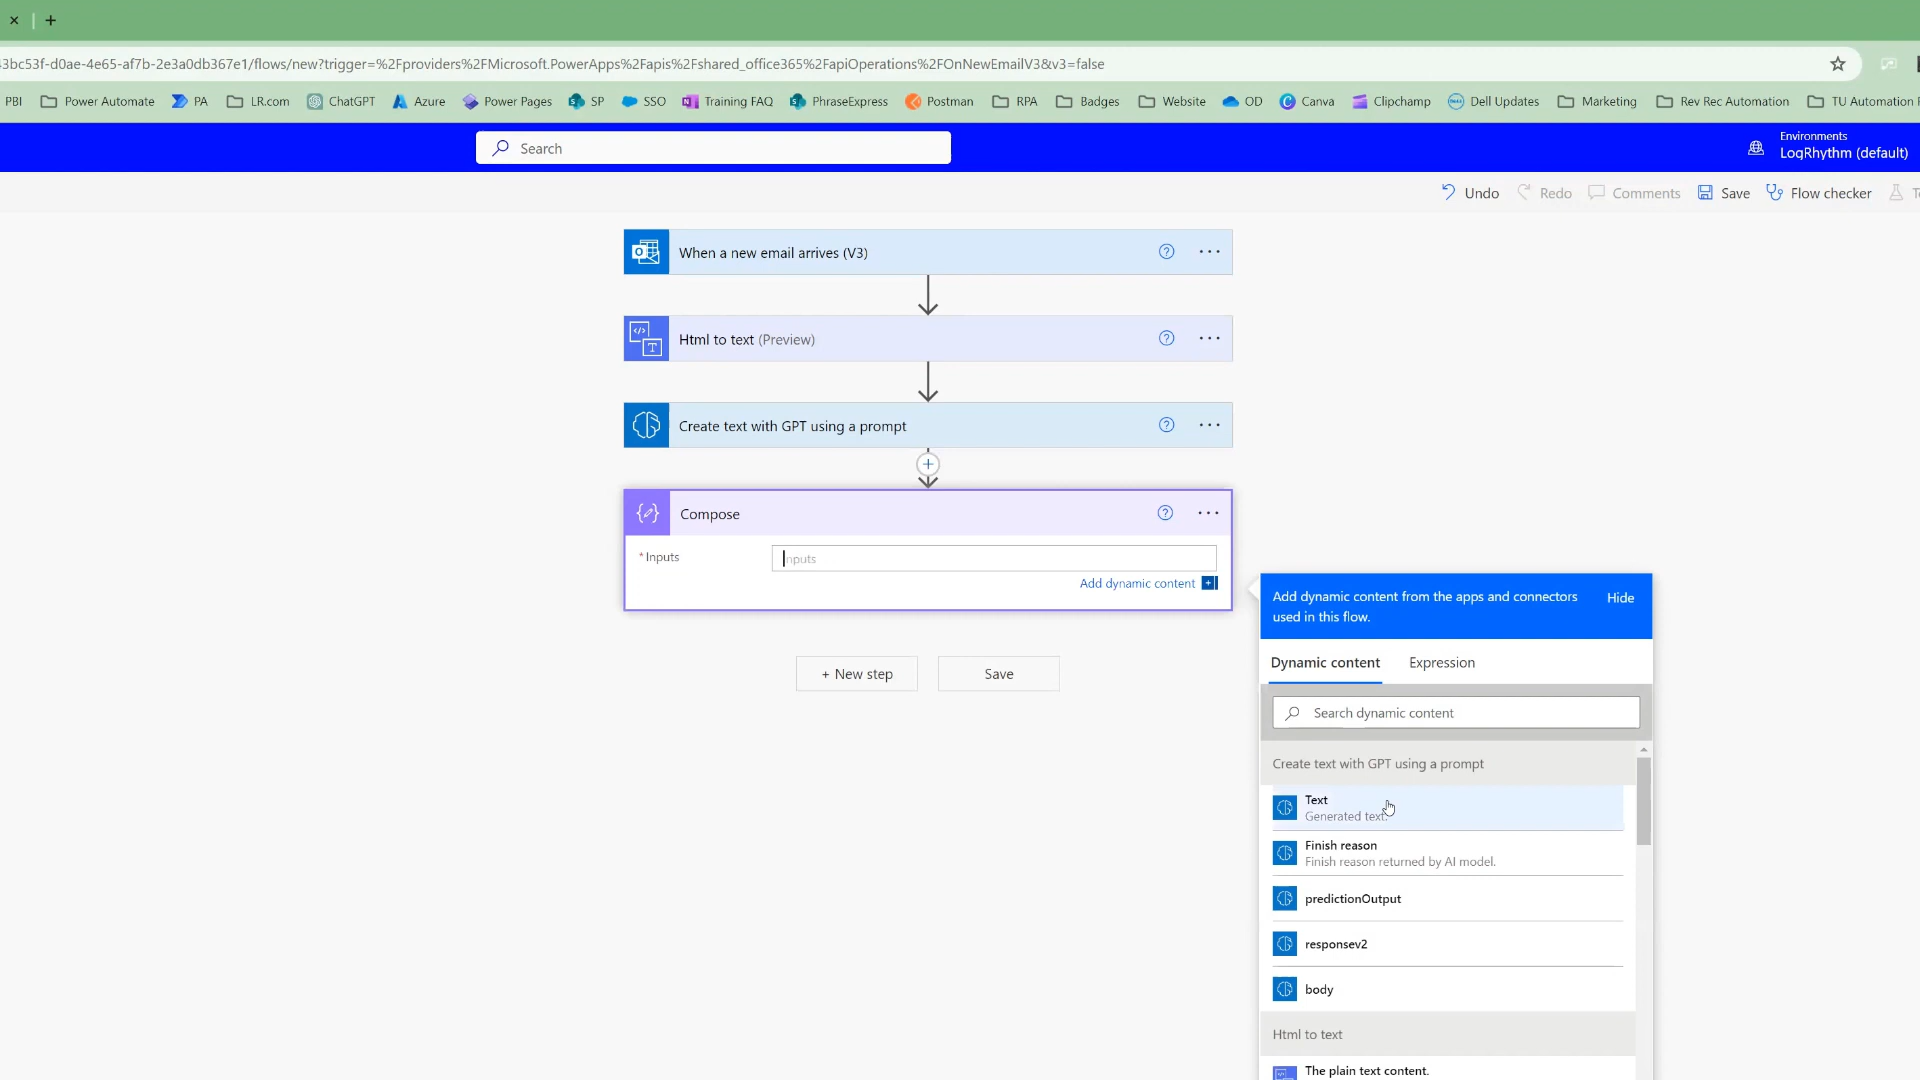 3bc53f-d0ae-4e65-af7b-2e3a0db367e1/flows/new?trigger=%2Fproviders%2FMicrosoft.PowerApps%2Fapis%2Fshared_office365%2FapiOperations%2FOnNewEmailV3&v3=false
PBI Power Automate PA LR.com ChatGPT Azure Power Pages SP SSO Training FAQ PhraseExpress Postman RPA Badges Website OD Canva Clipchamp Dell Updates Marketing Rev Rec Automation TU Automation
Search
Environments
LogRhythm (default)
Undo Redo Comments Save Flow checker
When a new email arrives (V3)
Html to text (Preview)
Create text with GPT using a prompt
Compose
* Inputs
Inputs
Add dynamic content
+ New step
Save
Add dynamic content from the apps and connectors
used in this flow.
Hide
Dynamic content
Expression
Search dynamic content
Create text with GPT using a prompt
Text
Generated text.
Finish reason
Finish reason returned by AI model.
predictionOutput
responsev2
body
Html to text
The plain text content.